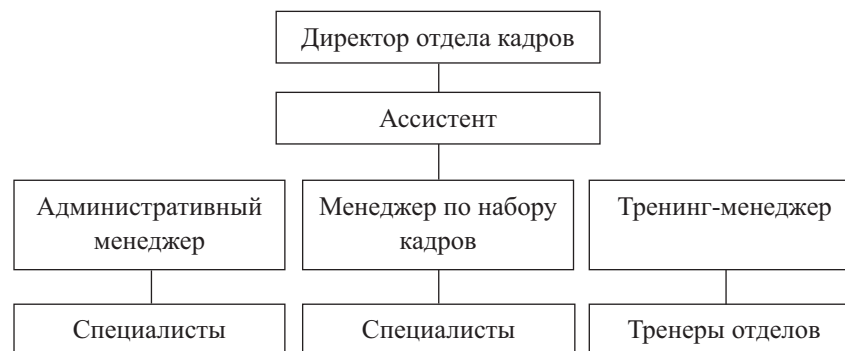 Директор отдела кадров
Ассистент
Административный
менеджер
Менеджер по набору
кадров
Тренинг-менеджер
Специалисты
Специалисты
Тренеры отделов